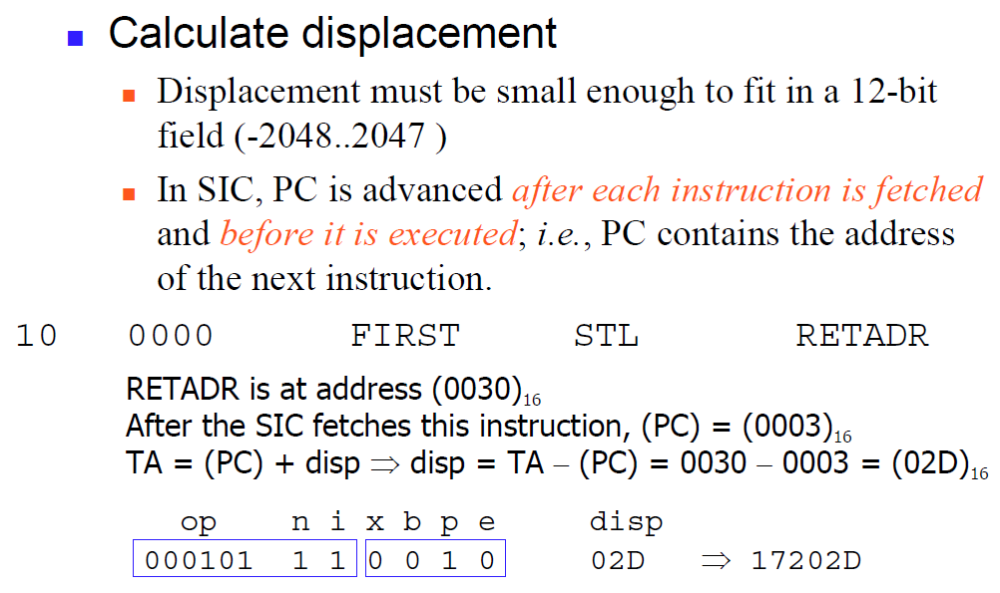 Calculate displacement
Displacement must be small enough to fit in a 12-bit
field (-2048..2047 )
In SIC, PC is advanced after each instruction is fetched
and before it is executed; i.e., PC contains the address
of the next instruction.
10 0000 FIRST STL RETADR
RETADR is at address (0030)16
After the SIC fetches this instruction, (PC) = (0003)16
TA = (PC) + disp ⇒ disp = TA – (PC) = 0030 – 0003 = (02D)16
op n i x b p e disp
000101 1 1 0 0 1 0 02D ⇒ 17202D